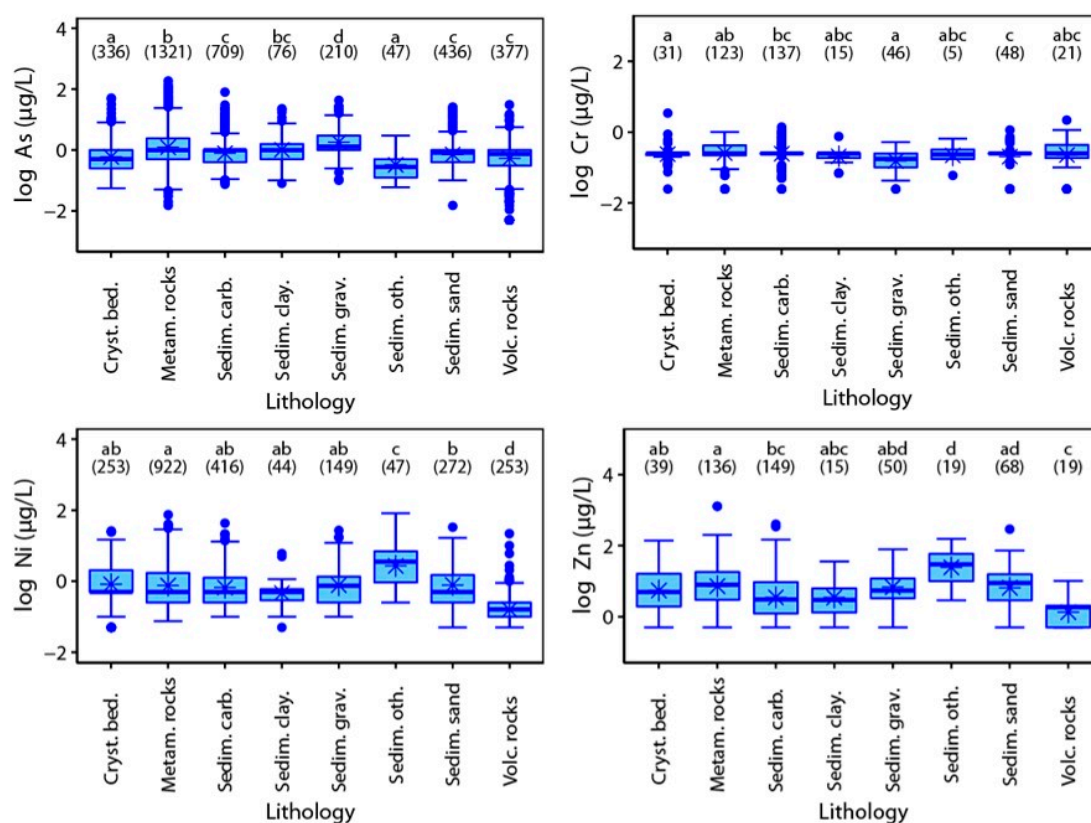 a b c bc d a c c
(336) (1321) (709) (76) (210) (47) (436) (377)
4
2
0
−2
log As (µg/L)
Cryst. bed.
Metam. rocks
Sedim. carb.
Sedim. clay.
Sedim. grav.
Sedim. oth.
Sedim. sand
Volc. rocks
Lithology
a ab bc abc a abc c abc
(31) (123) (137) (15) (46) (5) (48) (21)
2
0
−2
log Cr (µg/L)
Cryst. bed.
Metam. rocks
Sedim. carb.
Sedim. clay.
Sedim. grav.
Sedim. oth.
Sedim. sand
Volc. rocks
Lithology
ab a ab ab ab c b d
(253) (922) (416) (44) (149) (47) (272) (253)
4
2
0
−2
log Ni (µg/L)
Cryst. bed.
Metam. rocks
Sedim. carb.
Sedim. clay.
Sedim. grav.
Sedim. oth.
Sedim. sand
Volc. rocks
Lithology
ab a bc abc abd d ad c
(39) (136) (149) (15) (50) (19) (68) (19)
4
2
0
log Zn (µg/L)
Cryst. bed.
Metam. rocks
Sedim. carb.
Sedim. clay.
Sedim. grav.
Sedim. oth.
Sedim. sand
Volc. rocks
Lithology